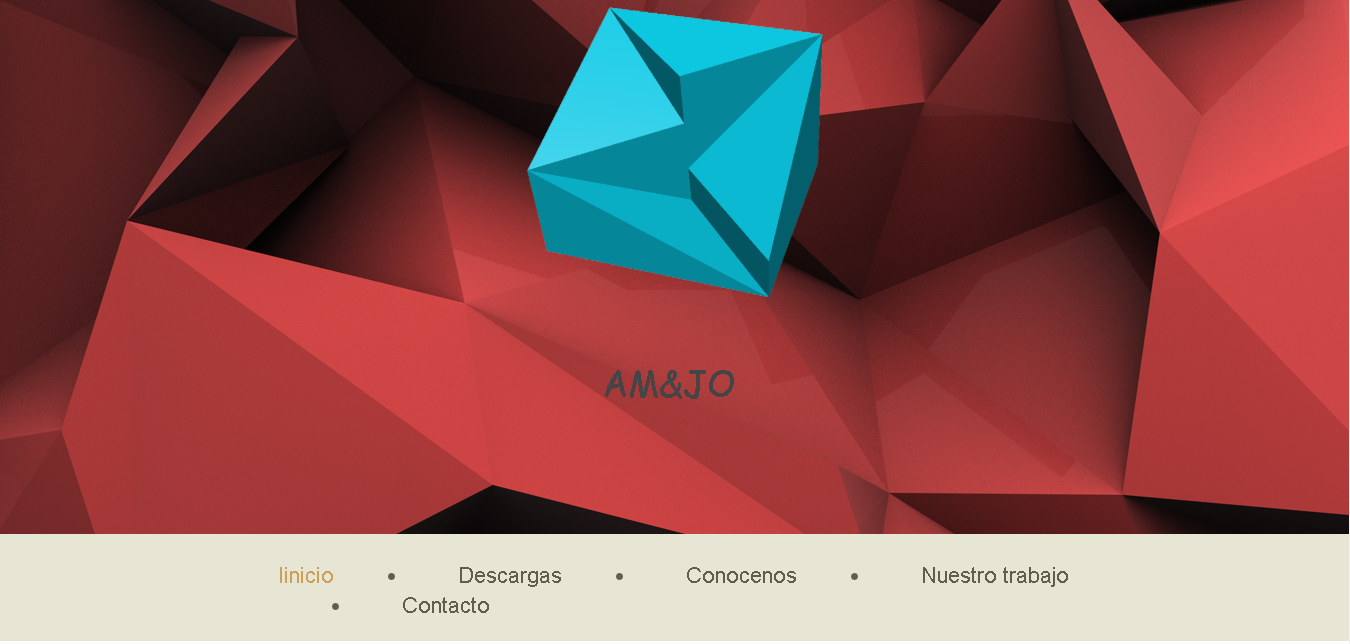 AM&JO
Iinicio • Descargas • Conocenos • Nuestro trabajo
• Contacto